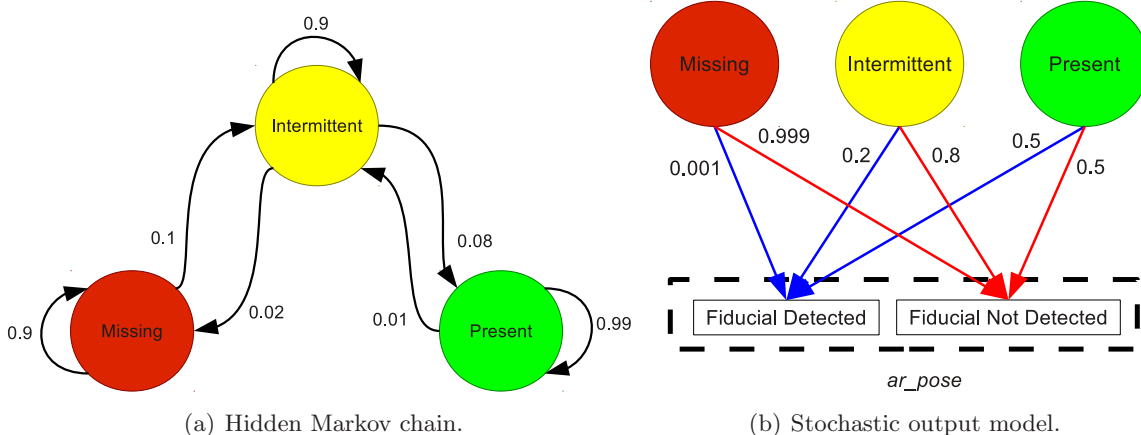 0.9
Intermittent
0.1
0.08
0.02
0.01
0.9
Missing
Present
0.99
(a) Hidden Markov chain.
Missing
Intermittent
Present
0.999
0.001
0.2
0.8
0.5
0.5
Fiducial Detected
Fiducial Not Detected
ar_pose
(b) Stochastic output model.